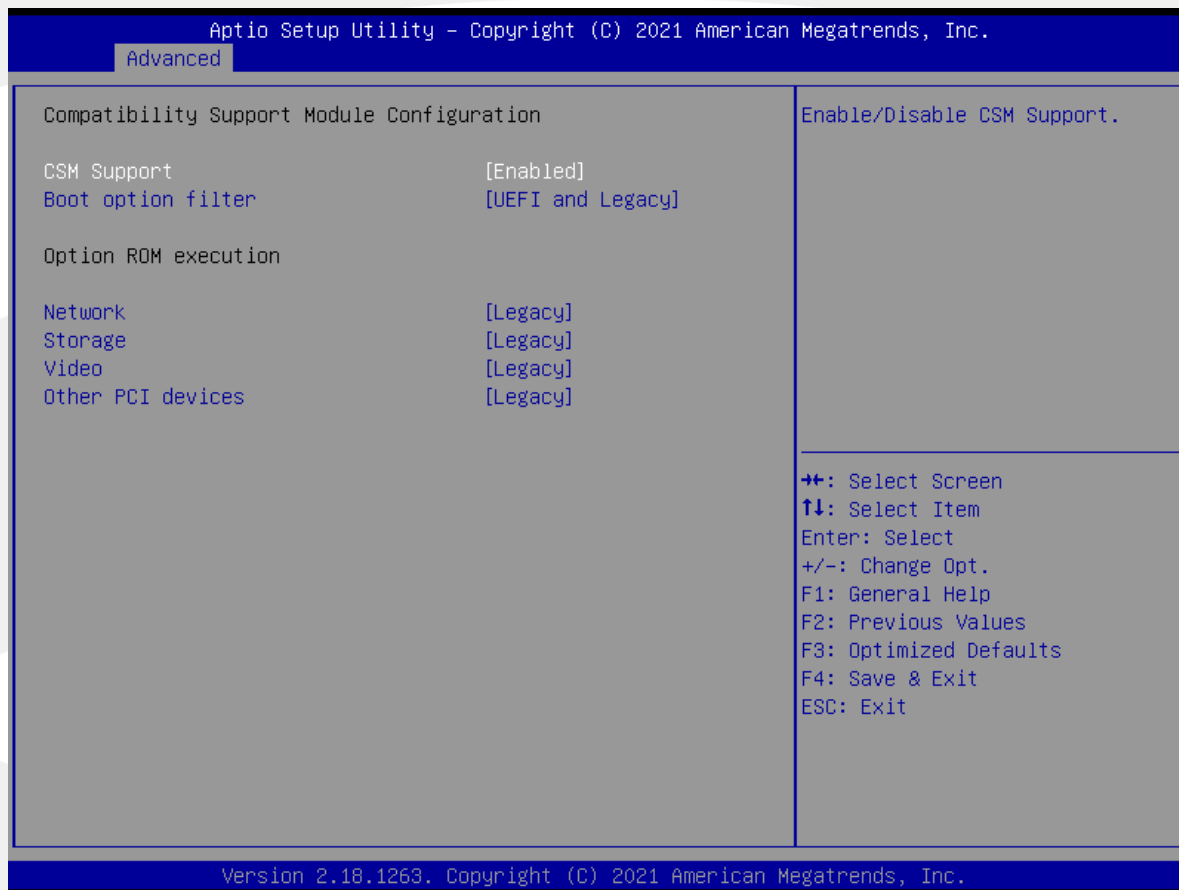 Aptio Setup Utility – Copyright (C) 2021 American Megatrends, Inc.
Advanced
Compatibility Support Module Configuration
CSM Support [Enabled]
Boot option filter [UEFI and Legacy]
Option ROM execution
Network [Legacy]
Storage [Legacy]
Video [Legacy]
Other PCI devices [Legacy]
Enable/Disable CSM Support.
→←: Select Screen
↑↓: Select Item
Enter: Select
+/-: Change Opt.
F1: General Help
F2: Previous Values
F3: Optimized Defaults
F4: Save & Exit
ESC: Exit
Version 2.18.1263. Copyright (C) 2021 American Megatrends, Inc.